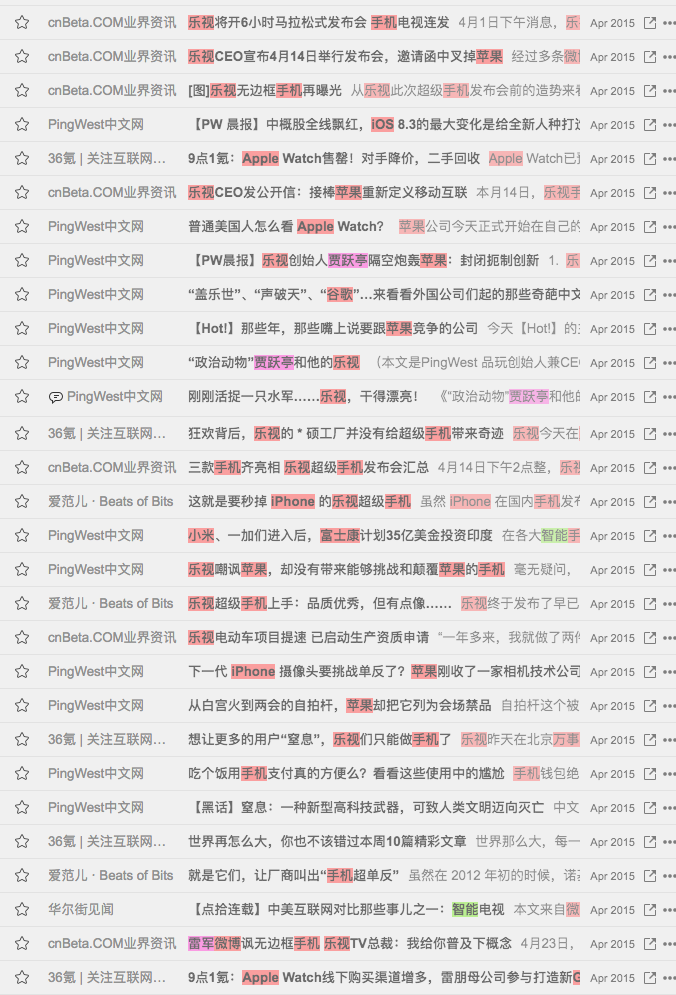 cnBeta.COM业界资讯 乐视将开6小时马拉松式发布会 手机电视连发 4月1日下午消息，乐 Apr 2015
cnBeta.COM业界资讯 乐视CEO宣布4月14日举行发布会，邀请函中叉掉苹果 经过多条微 Apr 2015
cnBeta.COM业界资讯 [图]乐视无边框手机再曝光 从乐视此次超级手机发布会前的造势来看 Apr 2015
PingWest中文网 【PW 晨报】中概股全线飘红，iOS 8.3的最大变化是给全新人种打造 Apr 2015
36氪 | 关注互联网… 9点1氪：Apple Watch售罄！对手降价，二手回收 Apple Watch已 Apr 2015
cnBeta.COM业界资讯 乐视CEO发公开信：接棒苹果重新定义移动互联 本月14日，乐视手 Apr 2015
PingWest中文网 普通美国人怎么看 Apple Watch？ 苹果公司今天正式开始在自己的 Apr 2015
PingWest中文网 【PW晨报】乐视创始人贾跃亭隔空炮轰苹果：封闭扼制创新 1. 乐 Apr 2015
PingWest中文网 “盖乐世”、“声破天”、“谷歌”…来看看外国公司们起的那些奇葩中文 Apr 2015
PingWest中文网 【Hot!】那些年，那些嘴上说要跟苹果竞争的公司 今天【Hot!】的 Apr 2015
PingWest中文网 “政治动物”贾跃亭和他的乐视 （本文是PingWest 品玩创始人兼CE Apr 2015
PingWest中文网 刚刚活捉一只水军……乐视，干得漂亮！ 《“政治动物”贾跃亭和他的 Apr 2015
36氪 | 关注互联网… 狂欢背后，乐视的 * 硕工厂并没有给超级手机带来奇迹 乐视今天在 Apr 2015
cnBeta.COM业界资讯 三款手机齐亮相 乐视超级手机发布会汇总 4月14日下午2点整，乐视 Apr 2015
爱范儿 · Beats of Bits 这就是要秒掉 iPhone 的乐视超级手机 虽然 iPhone 在国内手机发布 Apr 2015
PingWest中文网 小米、一加们进入后，富士康计划35亿美金投资印度 在各大智能手 Apr 2015
PingWest中文网 乐视嘲讽苹果，却没有带来能够挑战和颠覆苹果的手机 毫无疑问， Apr 2015
爱范儿 · Beats of Bits 乐视超级手机上手：品质优秀，但有点像…… 乐视终于发布了早已 Apr 2015
cnBeta.COM业界资讯 乐视电动车项目提速 已启动生产资质申请 “一年多来，我就做了两件 Apr 2015
PingWest中文网 下一代 iPhone 摄像头要挑战单反了？苹果刚收了一家相机技术公司 Apr 2015
PingWest中文网 从白宫火到两会的自拍杆，苹果却把它列为会场禁品 自拍杆这个被 Apr 2015
36氪 | 关注互联网… 想让更多的用户“窒息”，乐视们只能做手机了 乐视昨天在北京万事 Apr 2015
PingWest中文网 吃个饭用手机支付真的方便么？看看这些使用中的尴尬 手机钱包绝 Apr 2015
PingWest中文网 【黑话】窒息：一种新型高科技武器，可致人类文明迈向灭亡 中文 Apr 2015
36氪 | 关注互联网… 世界再怎么大，你也不该错过本周10篇精彩文章 世界那么大，每一 Apr 2015
爱范儿 · Beats of Bits 就是它们，让厂商叫出“手机超单反” 虽然在 2012 年初的时候，诺基 Apr 2015
华尔街见闻 【点拾连载】中美互联网对比那些事儿之一：智能电视 本文来自微 Apr 2015
cnBeta.COM业界资讯 雷军微博讽无边框手机 乐视TV总裁：我给你普及下概念 4月23日， Apr 2015
36氪 | 关注互联网… 9点1氪：Apple Watch线下购买渠道增多，雷朋母公司参与打造新G Apr 2015